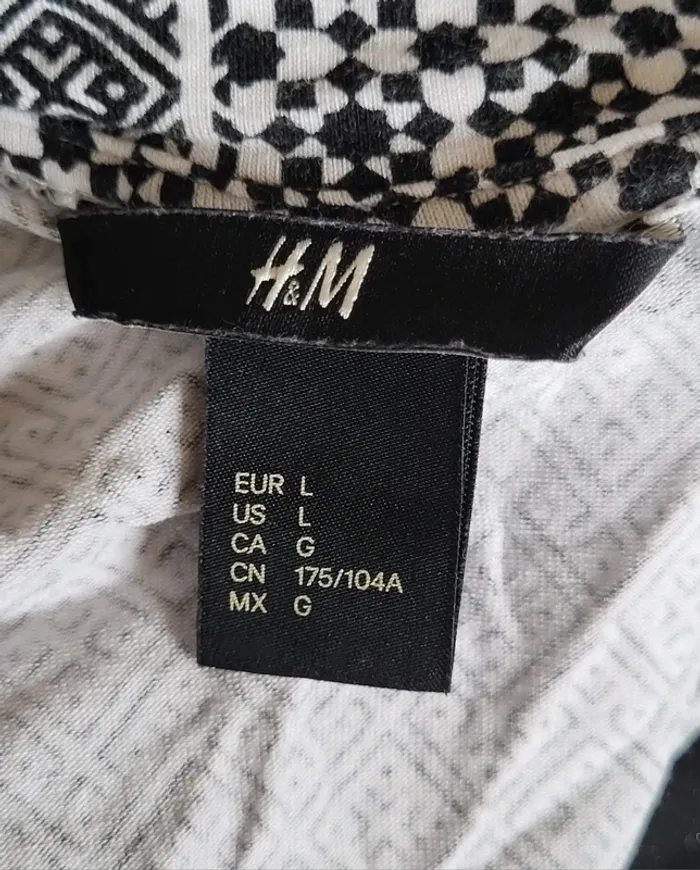 H&M
EUR L
US L
CA G
CN 175/104A
MX G